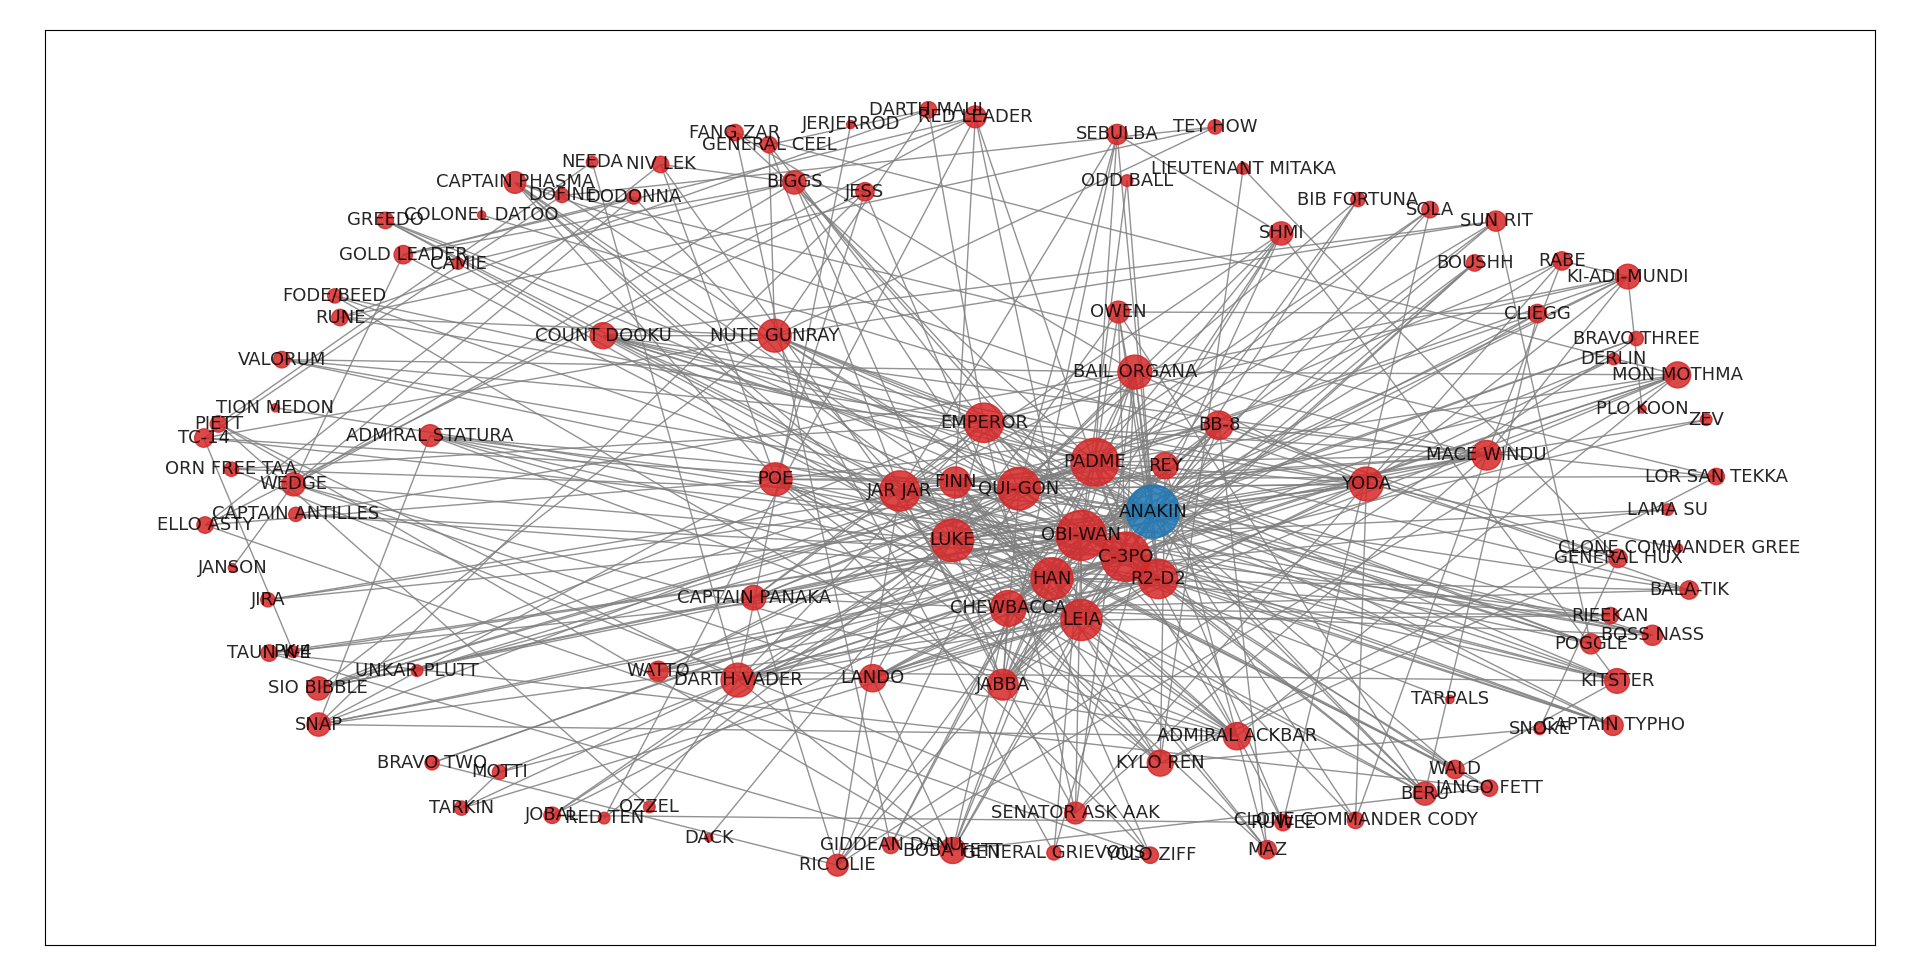 DARTH MAUL
RED LEADER
JERJERROD
FANG ZAR
GENERAL CEEL
SEBULBA
TEY HOW
NEEDA
NIV LEK
LIEUTENANT MITAKA
CAPTAIN PHASMA
BIGGS
ODD BALL
DOFINE
DODONNA
JESS
BIB FORTUNA
SOLA
GREEDO
COLONEL DATOO
SUN RIT
SHMI
GOLD LEADER
CAMIE
BOUSHH
RABE
KI-ADI-MUNDI
FODE/BEED
RUNE
OWEN
CLIEGG
COUNT DOOKU
NUTE GUNRAY
BRAVO THREE
VALORUM
DERLIN
BAIL ORGANA
MON MOTHMA
TION MEDON
PLO KOON
PIETT
EMPEROR
BB-8
ZEV
TC-14
ADMIRAL STATURA
MACE WINDU
ORN FREE TAA
PADME
REY
WEDGE
POE
JAR JAR
FINN
QUI-GON
YODA
LOR SAN TEKKA
CAPTAIN ANTILLES
ANAKIN
LAMA SU
ELLO ASTY
LUKE
OBI-WAN
CLONE COMMANDER GREE
C-3PO
GENERAL HUX
JANSON
HAN
R2-D2
BALA-TIK
JIRA
CAPTAIN PANAKA
CHEWBACCA
LEIA
RIEEKAN
BOSS NASS
POGGLE
TAUN WE
PK-4
UNKAR PLUTT
WATTO
DARTH VADER
LANDO
JABBA
KITSTER
SIO BIBBLE
TARPALS
SNAP
SNOKE
CAPTAIN TYPHO
ADMIRAL ACKBAR
BRAVO TWO
MOTTI
KYLO REN
WALD
JANGO FETT
BERU
TARKIN
JOBAL
RED TEN
OZZEL
SENATOR ASK AAK
RUWEE
CLONE COMMANDER CODY
DACK
GIDDEAN DANU
BOBA FETT
GENERAL GRIEVOUS
YOLO ZIFF
MAZ
RIC OLIE